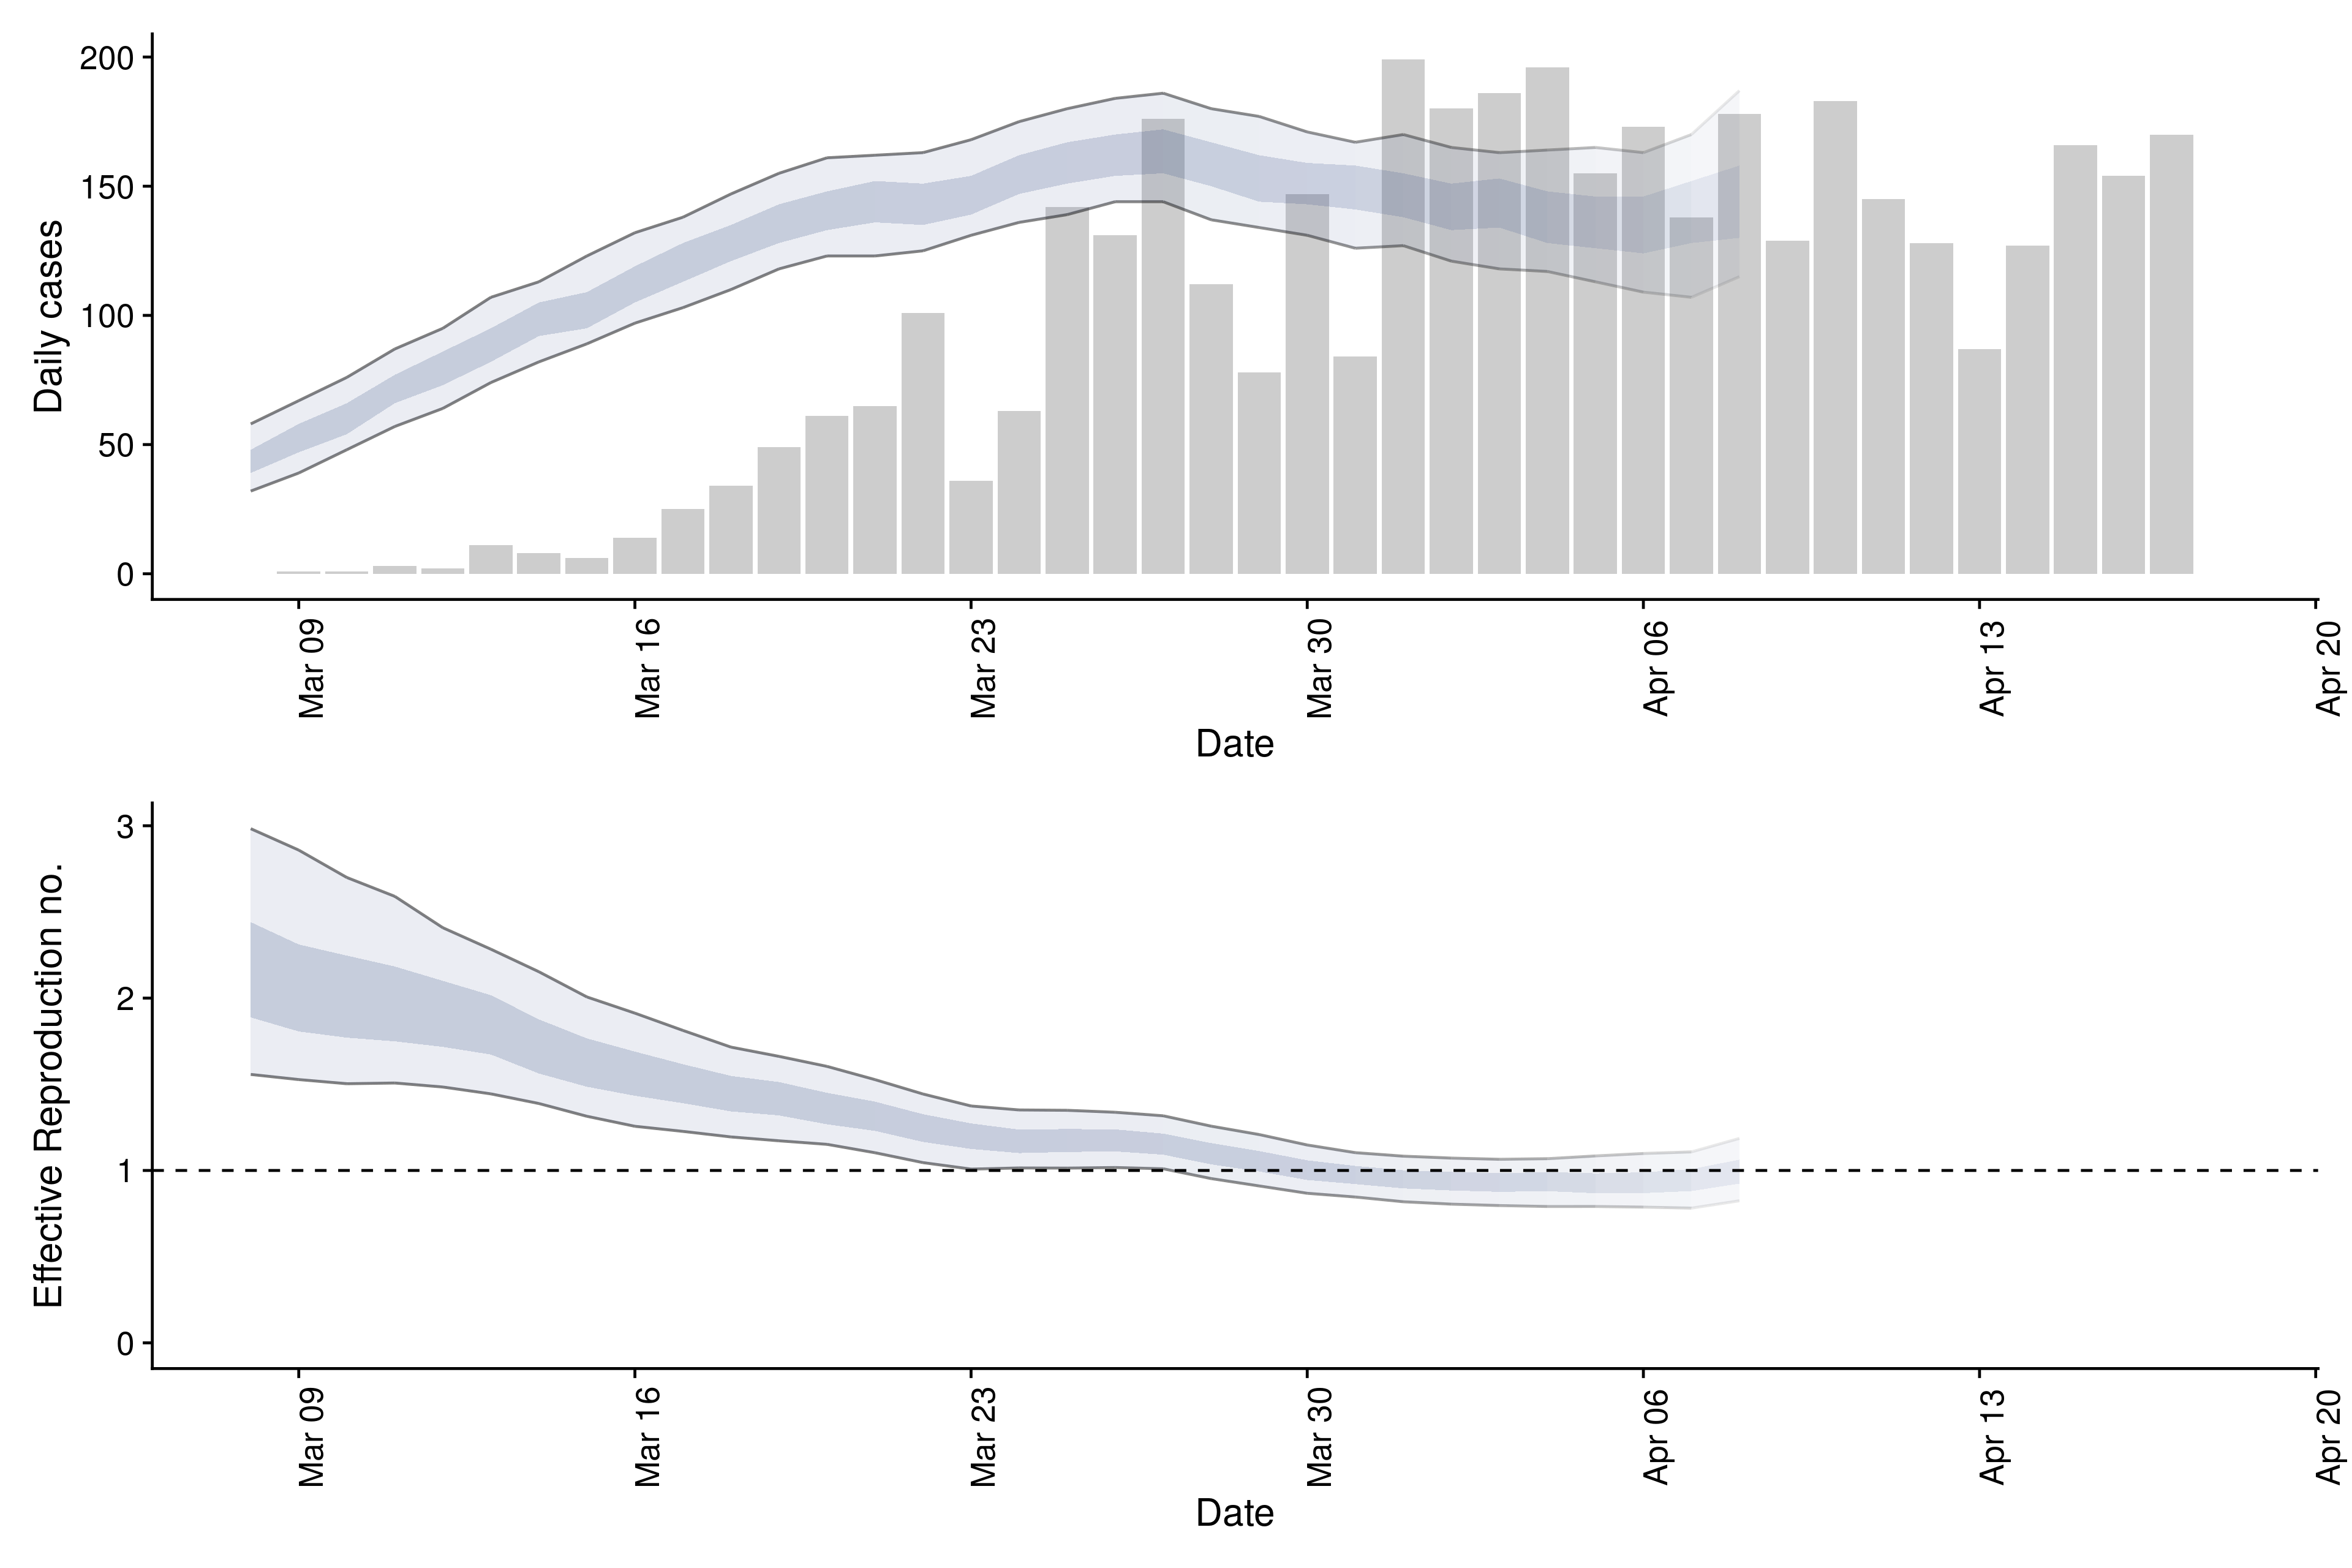 Daily cases
200
150
100
50
0
Mar 09
Mar 16
Mar 23
Mar 30
Apr 06
Apr 13
Apr 20
Date
Effective Reproduction no.
3
2
1
0
Mar 09
Mar 16
Mar 23
Mar 30
Apr 06
Apr 13
Apr 20
Date